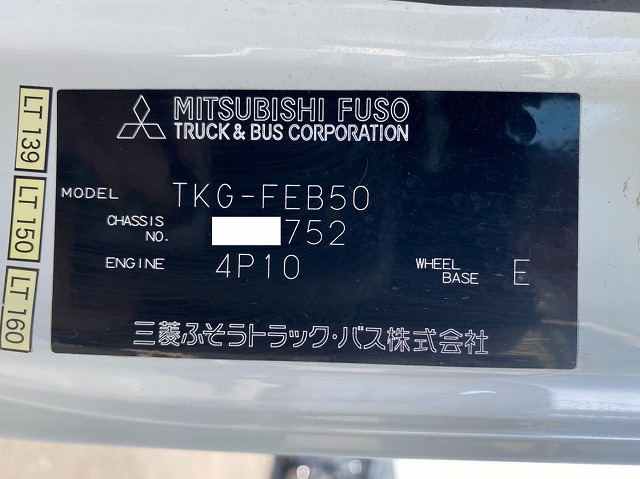 MITSUBISHI FUSO
TRUCK & BUS CORPORATION
MODEL TKG-FEB50
CHASSIS NO. 752
ENGINE 4P10 WHEEL BASE E
三菱ふそうトラック・バス株式会社
LT 139
LT 150
LT 160